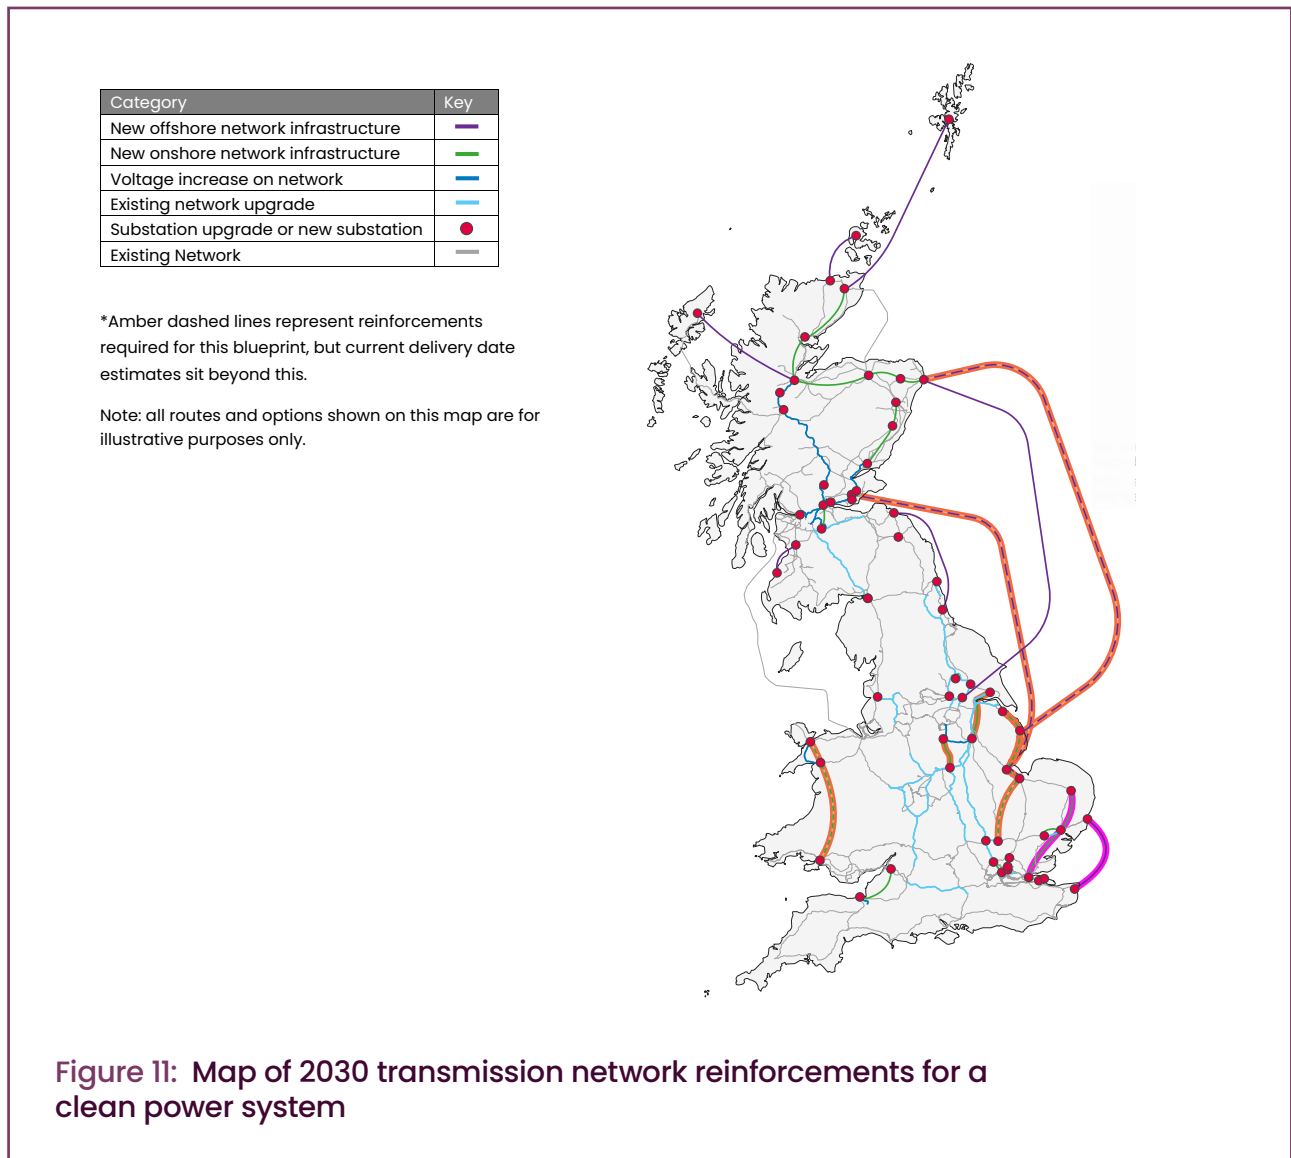 Category Key
New offshore network infrastructure
New onshore network infrastructure
Voltage increase on network
Existing network upgrade
Substation upgrade or new substation
Existing Network
*Amber dashed lines represent reinforcements
required for this blueprint, but current delivery date
estimates sit beyond this.
Note: all routes and options shown on this map are for
illustrative purposes only.
Figure 11: Map of 2030 transmission network reinforcements for a
clean power system